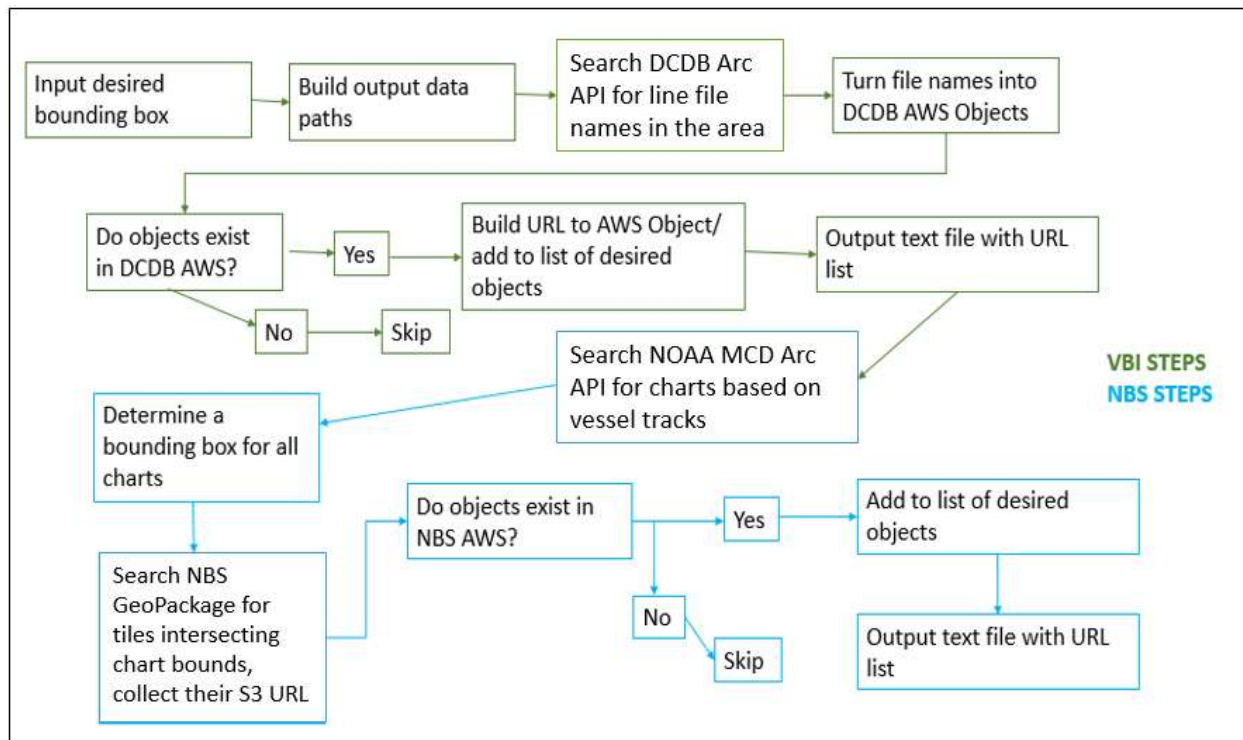 Input desired
bounding box
Build output data
paths
Search DCDB Arc
API for line file
names in the area
Turn file names into
DCDB AWS Objects
Do objects exist
in DCDB AWS?
Yes
No
Skip
Build URL to AWS Object/
add to list of desired
objects
Output text file with URL
list
Search NOAA MCD Arc
API for charts based on
vessel tracks
VBI STEPS
NBS STEPS
Determine a
bounding box for all
charts
Search NBS
GeoPackage for
tiles intersecting
chart bounds,
collect their S3 URL
Do objects exist in
NBS AWS?
Yes
No
Skip
Add to list of desired
objects
Output text file with URL
list